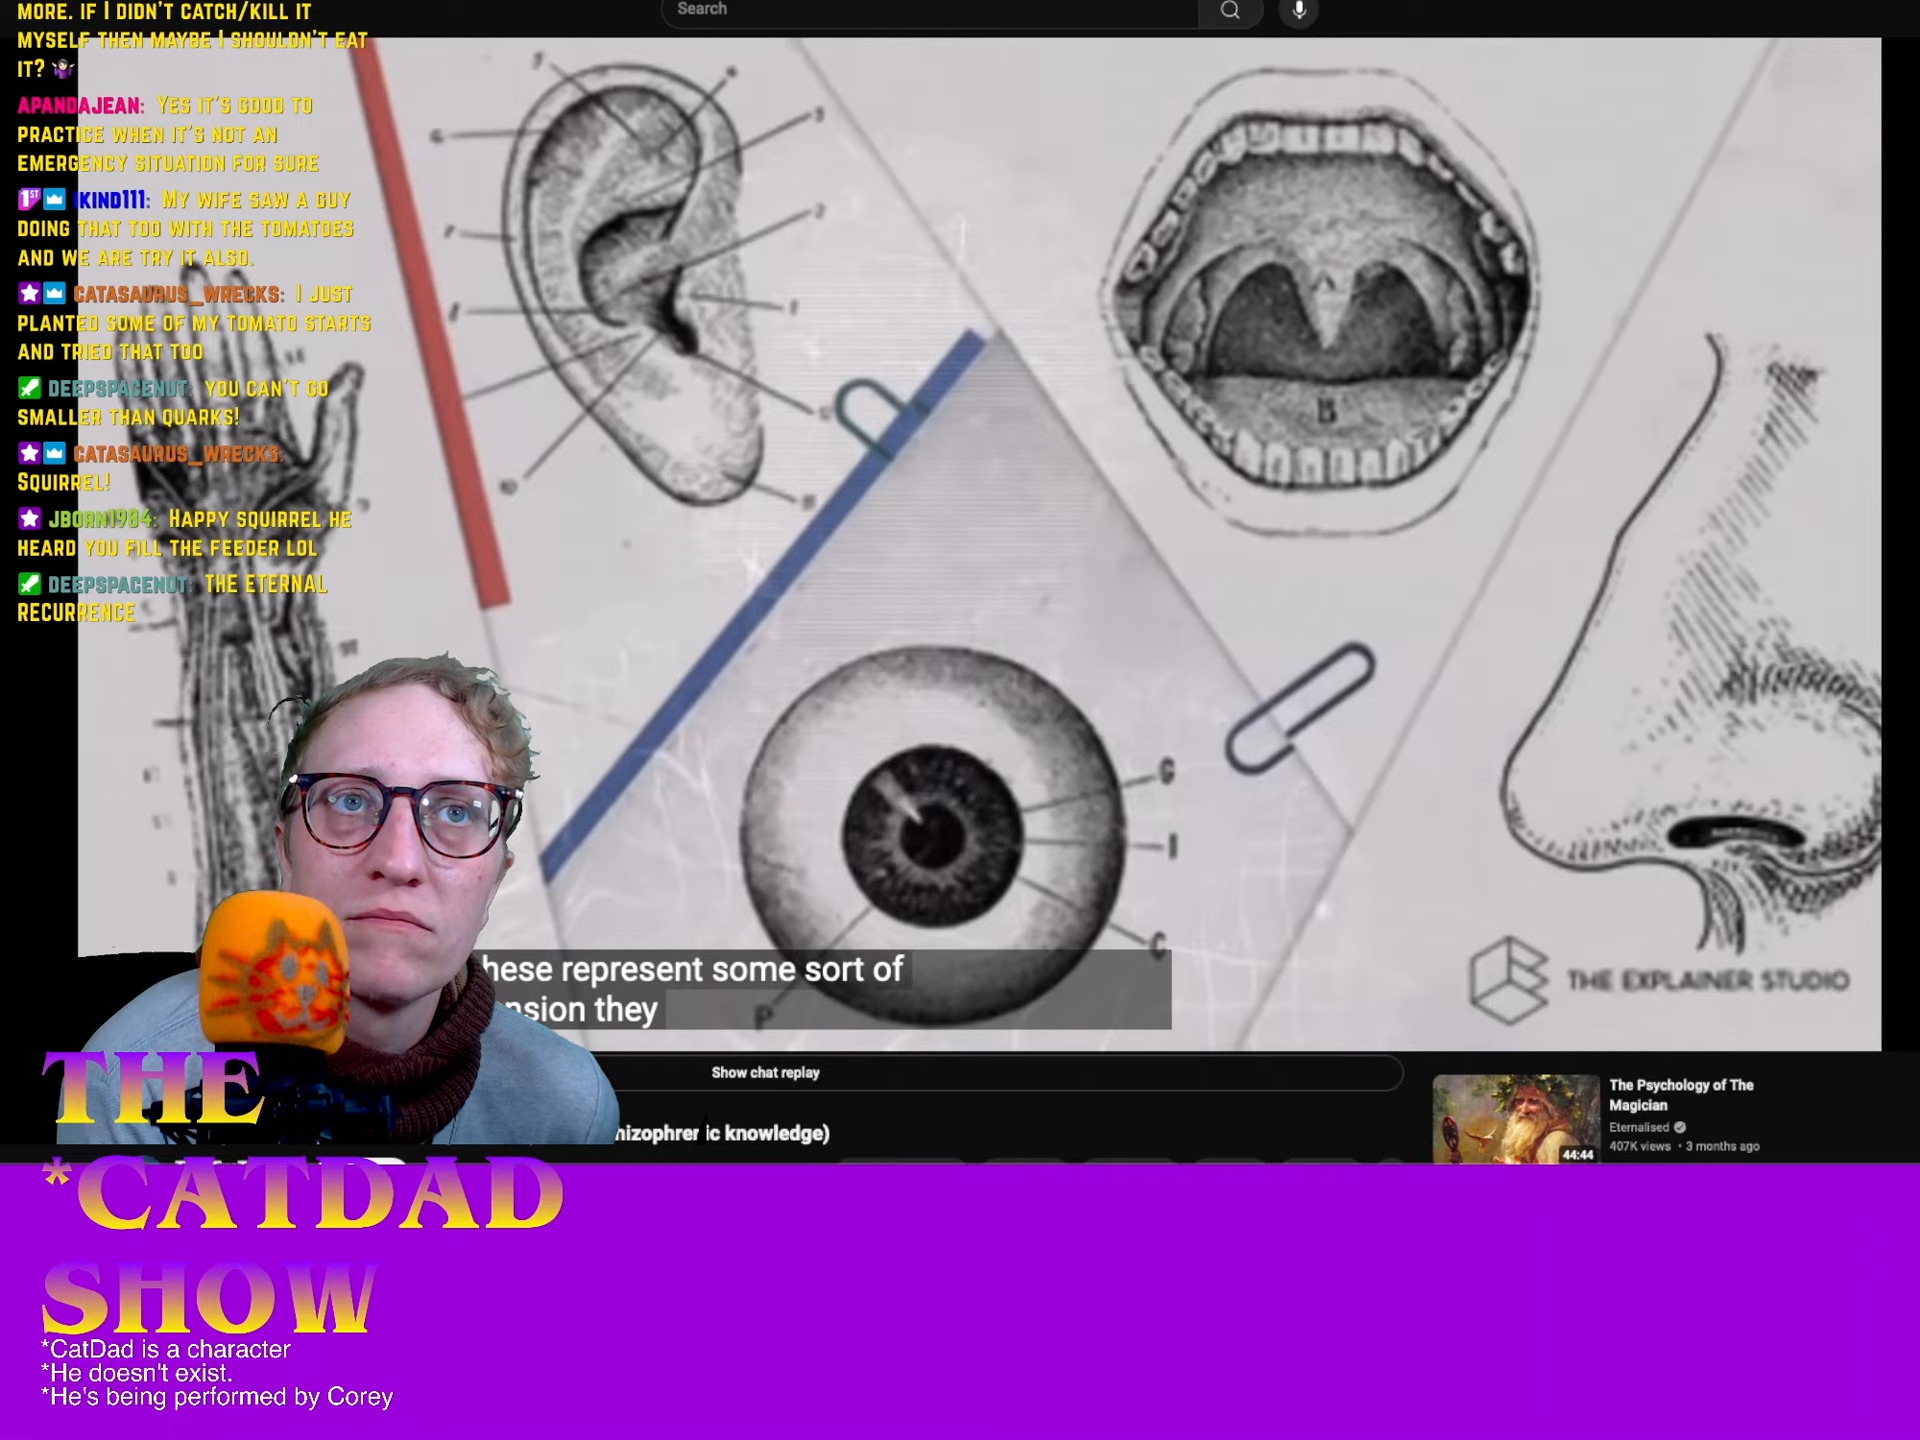 Search
MORE. IF I DIDN'T CATCH/KILL IT
MYSELF THEN MAYBE I SHOULDN'T EAT
IT?
APANDAJEAN: YES IT'S GOOD TO
PRACTICE WHEN IT'S NOT AN
EMERGENCY SITUATION FOR SURE
1ST IKIND111: MY WIFE SAW A GUY
DOING THAT TOO WITH THE TOMATOES
AND WE ARE TRY IT ALSO.
CATASAURUS_WRECKS: I JUST
PLANTED SOME OF MY TOMATO STARTS
AND TRIED THAT TOO
DEEPSPACENUT: YOU CAN'T GO
SMALLER THAN QUARKS!
CATASAURUS_WRECKS:
SQUIRREL!
JBORN1984: HAPPY SQUIRREL HE
HEARD YOU FILL THE FEEDER LOL
DEEPSPACENUT: THE ETERNAL
RECURRENCE
A
B
G
I
C
P
hese represent some sort of
nsion they
THE EXPLAINER STUDIO
Show chat replay
hizophrenic knowledge)
The Psychology of The
Magician
Eternalised
407K views • 3 months ago
44:44
THE
*CATDAD
SHOW
*CatDad is a character
*He doesn't exist.
*He's being performed by Corey